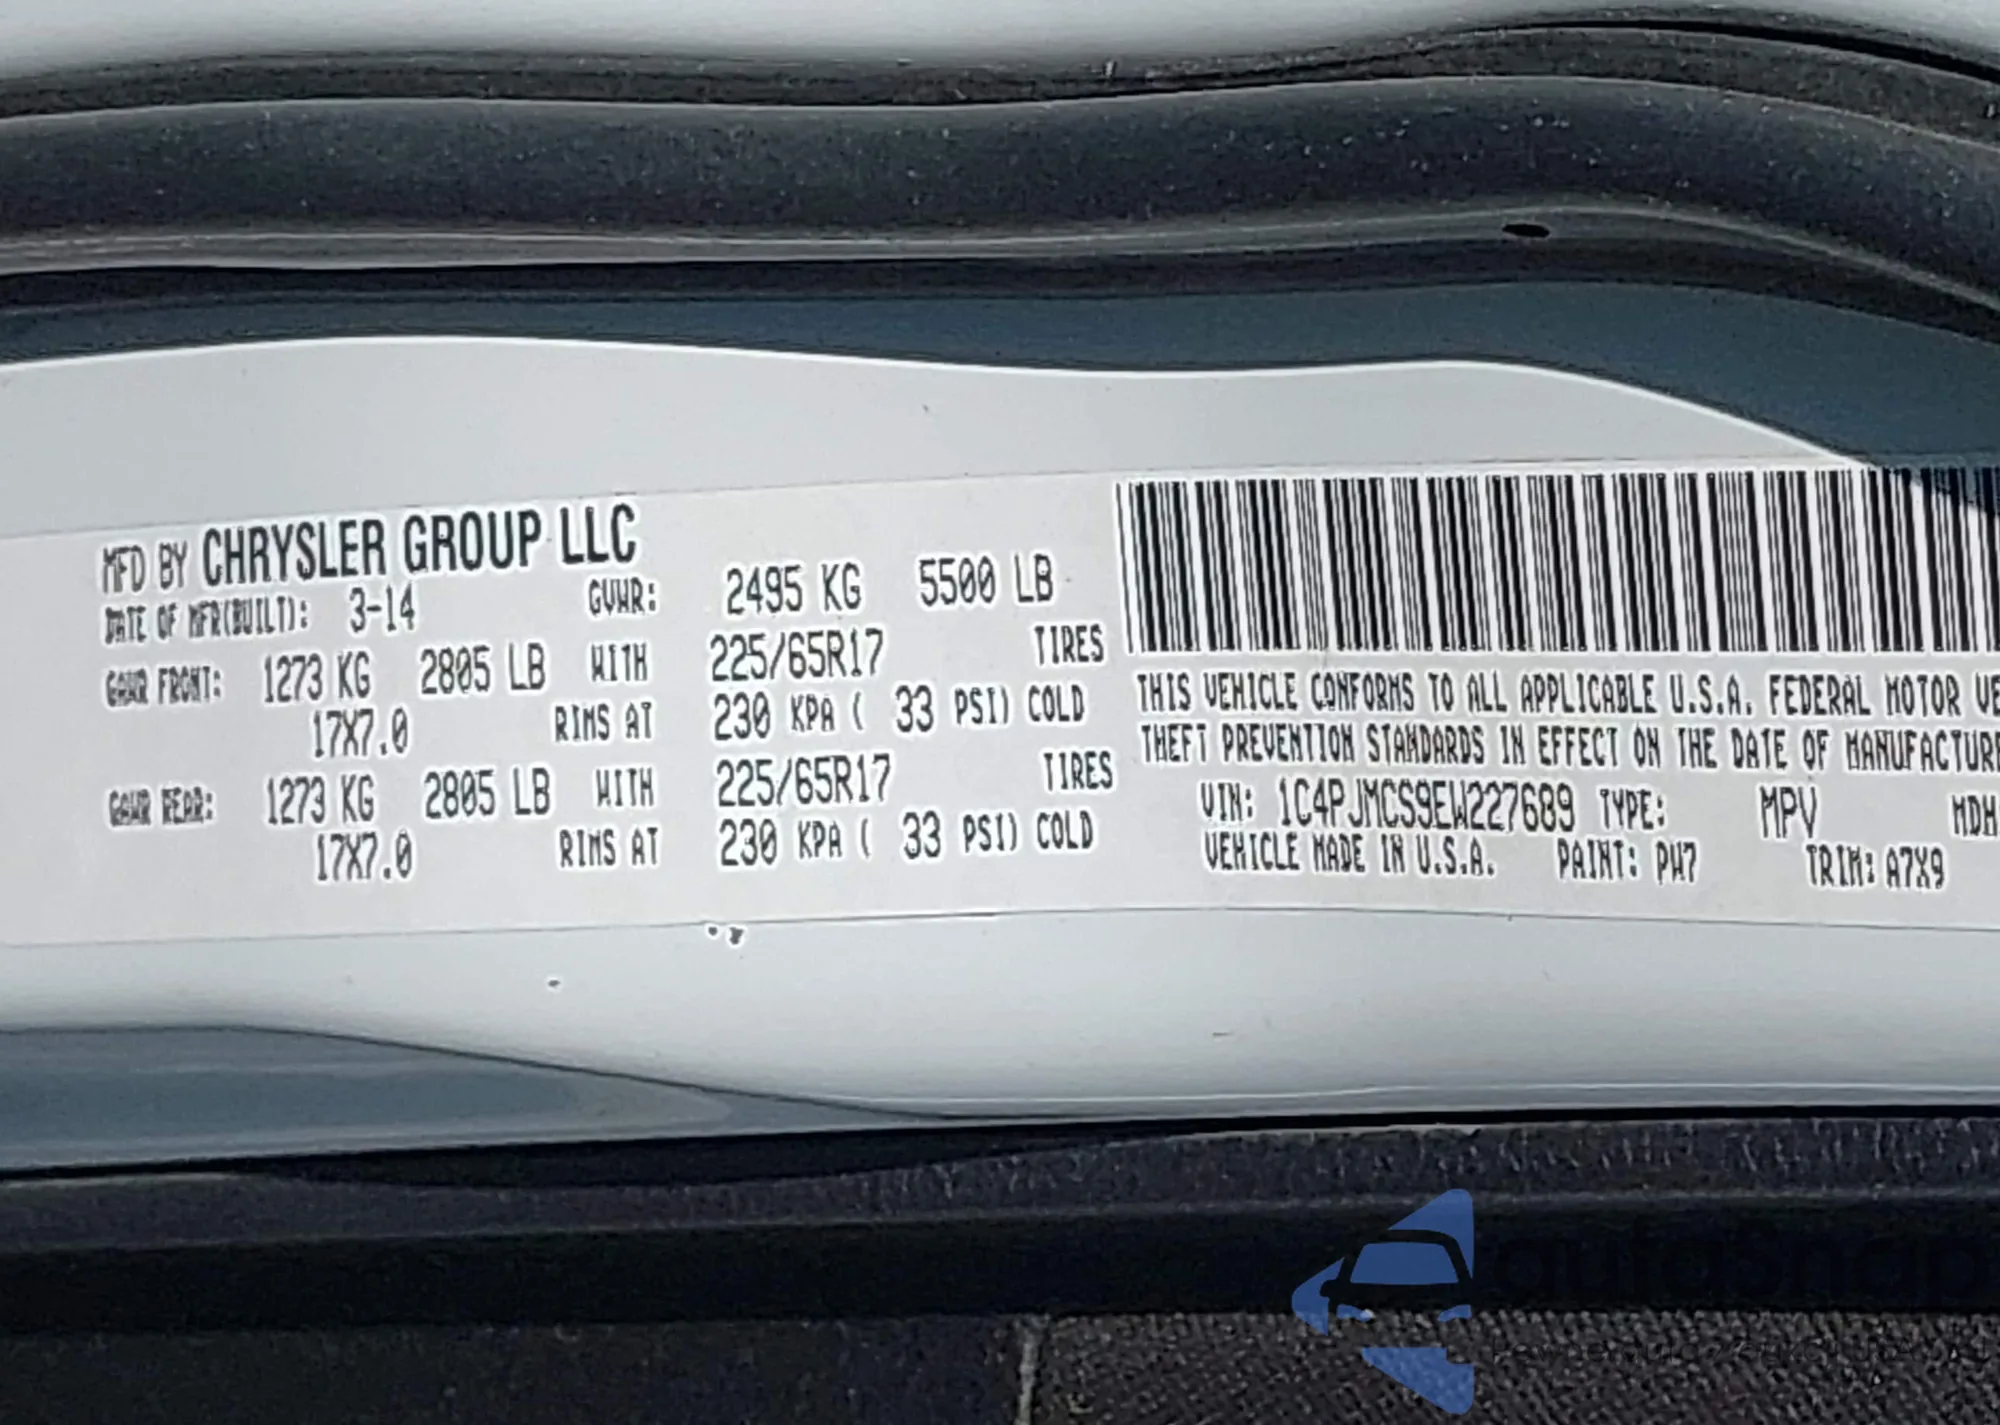 MFD BY CHRYSLER GROUP LLC
DATE OF MFR(BUILT): 3-14 GVWR: 2495 KG 5500 LB
GAWR FRONT: 1273 KG 2805 LB WITH 225/65R17 TIRES
17X7.0 RIMS AT 230 KPA ( 33 PSI) COLD
GAWR REAR: 1273 KG 2805 LB WITH 225/65R17 TIRES
17X7.0 RIMS AT 230 KPA ( 33 PSI) COLD
THIS VEHICLE CONFORMS TO ALL APPLICABLE U.S.A. FEDERAL MOTOR VE
THEFT PREVENTION STANDARDS IN EFFECT ON THE DATE OF MANUFACTURE
VIN: 1C4PJMCS9EW227689 TYPE: MPV MDH
VEHICLE MADE IN U.S.A. PAINT: PW7 TRIM: A7X9
autosnap